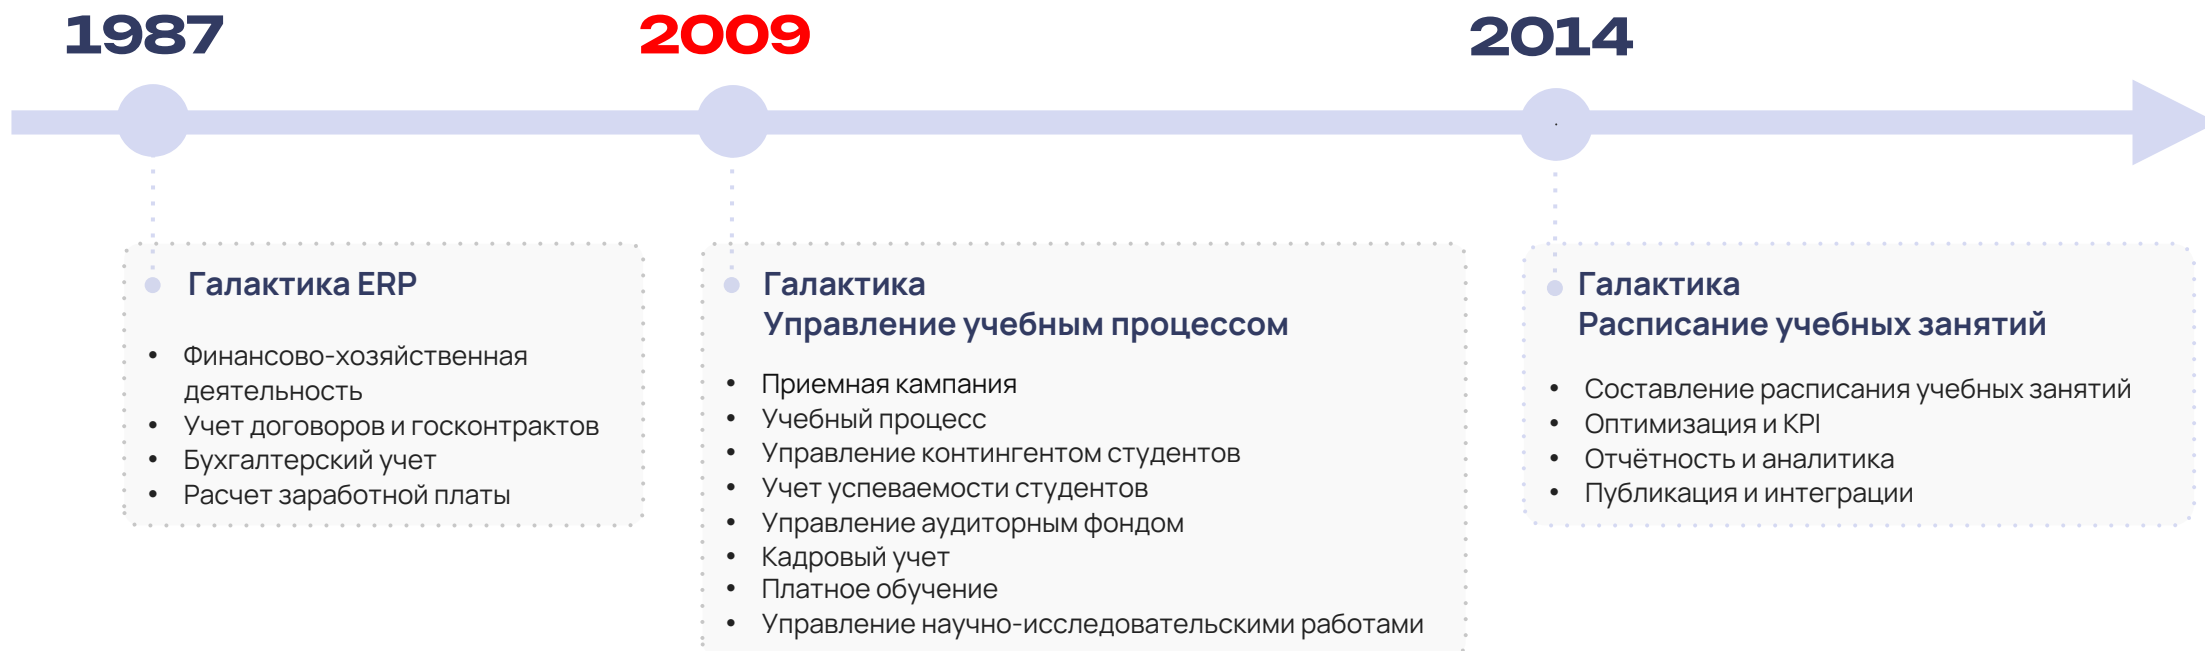 1987
2009
2014
Галактика ERP
• Финансово-хозяйственная
деятельность
• Учет договоров и госконтрактов
• Бухгалтерский учет
• Расчет заработной платы
Галактика
Управление учебным процессом
• Приемная кампания
• Учебный процесс
• Управление контингентом студентов
• Учет успеваемости студентов
• Управление аудиторным фондом
• Кадровый учет
• Платное обучение
• Управление научно-исследовательскими работами
Галактика
Расписание учебных занятий
• Составление расписания учебных занятий
• Оптимизация и KPI
• Отчётность и аналитика
• Публикация и интеграции